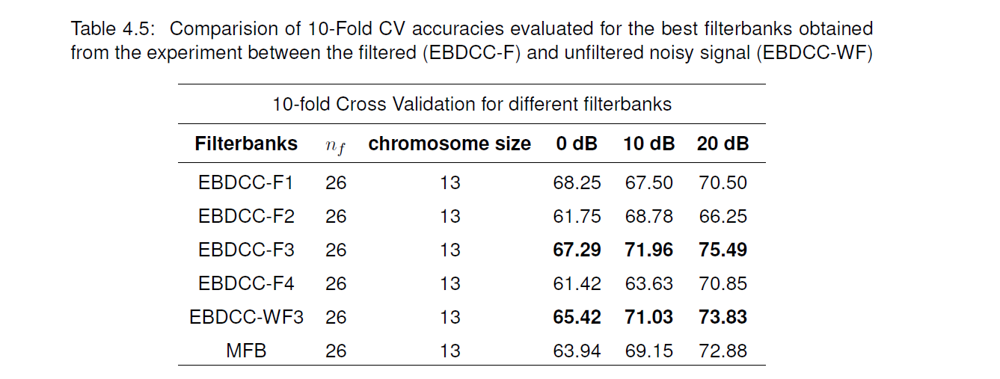 Table 4.5: Comparision of 10-Fold CV accuracies evaluated for the best filterbanks obtained
from the experiment between the filtered (EBDCC-F) and unfiltered noisy signal (EBDCC-WF)
10-fold Cross Validation for different filterbanks
Filterbanks n_f chromosome size 0 dB 10 dB 20 dB
EBDCC-F1 26 13 68.25 67.50 70.50
EBDCC-F2 26 13 61.75 68.78 66.25
EBDCC-F3 26 13 67.29 71.96 75.49
EBDCC-F4 26 13 61.42 63.63 70.85
EBDCC-WF3 26 13 65.42 71.03 73.83
MFB 26 13 63.94 69.15 72.88